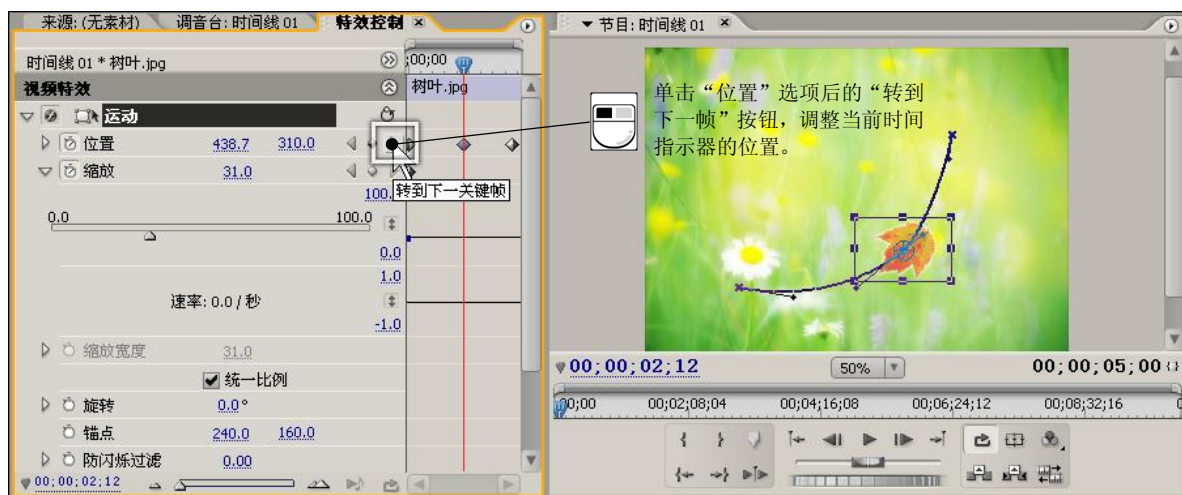 来源: (无素材) 调音台: 时间线 01 特效控制
时间线 01 * 树叶.jpg
;00;00
视频特效
树叶.jpg
运动
位置 438.7 310.0
缩放 31.0
转到下一关键帧
100.
0.0 100.0
0.0
1.0
速率: 0.0 / 秒
-1.0
缩放宽度 31.0
统一比例
旋转 0.0°
锚点 240.0 160.0
防闪烁过滤 0.00
00;00;02;12
节目: 时间线 01
单击“位置”选项后的“转到
下一帧”按钮，调整当前时间
指示器的位置。
00;00;02;12 50% 00;00;05;00
00;00 00;02;08;04 00;04;16;08 00;06;24;12 00;08;32;16